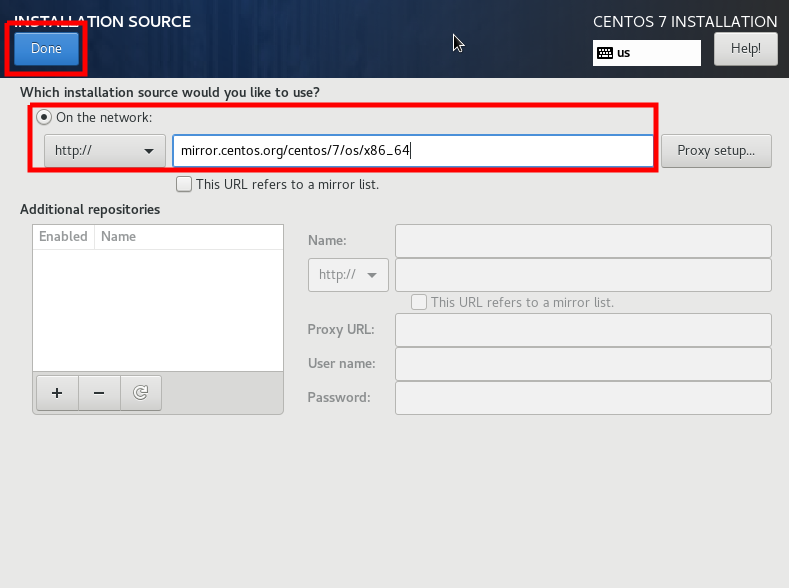 INSTALLATION SOURCE
CENTOS 7 INSTALLATION
Done
us
Help!
Which installation source would you like to use?
On the network:
http://
mirror.centos.org/centos/7/os/x86_64
Proxy setup...
This URL refers to a mirror list.
Additional repositories
Enabled Name
Name:
http://
This URL refers to a mirror list.
Proxy URL:
User name:
Password: